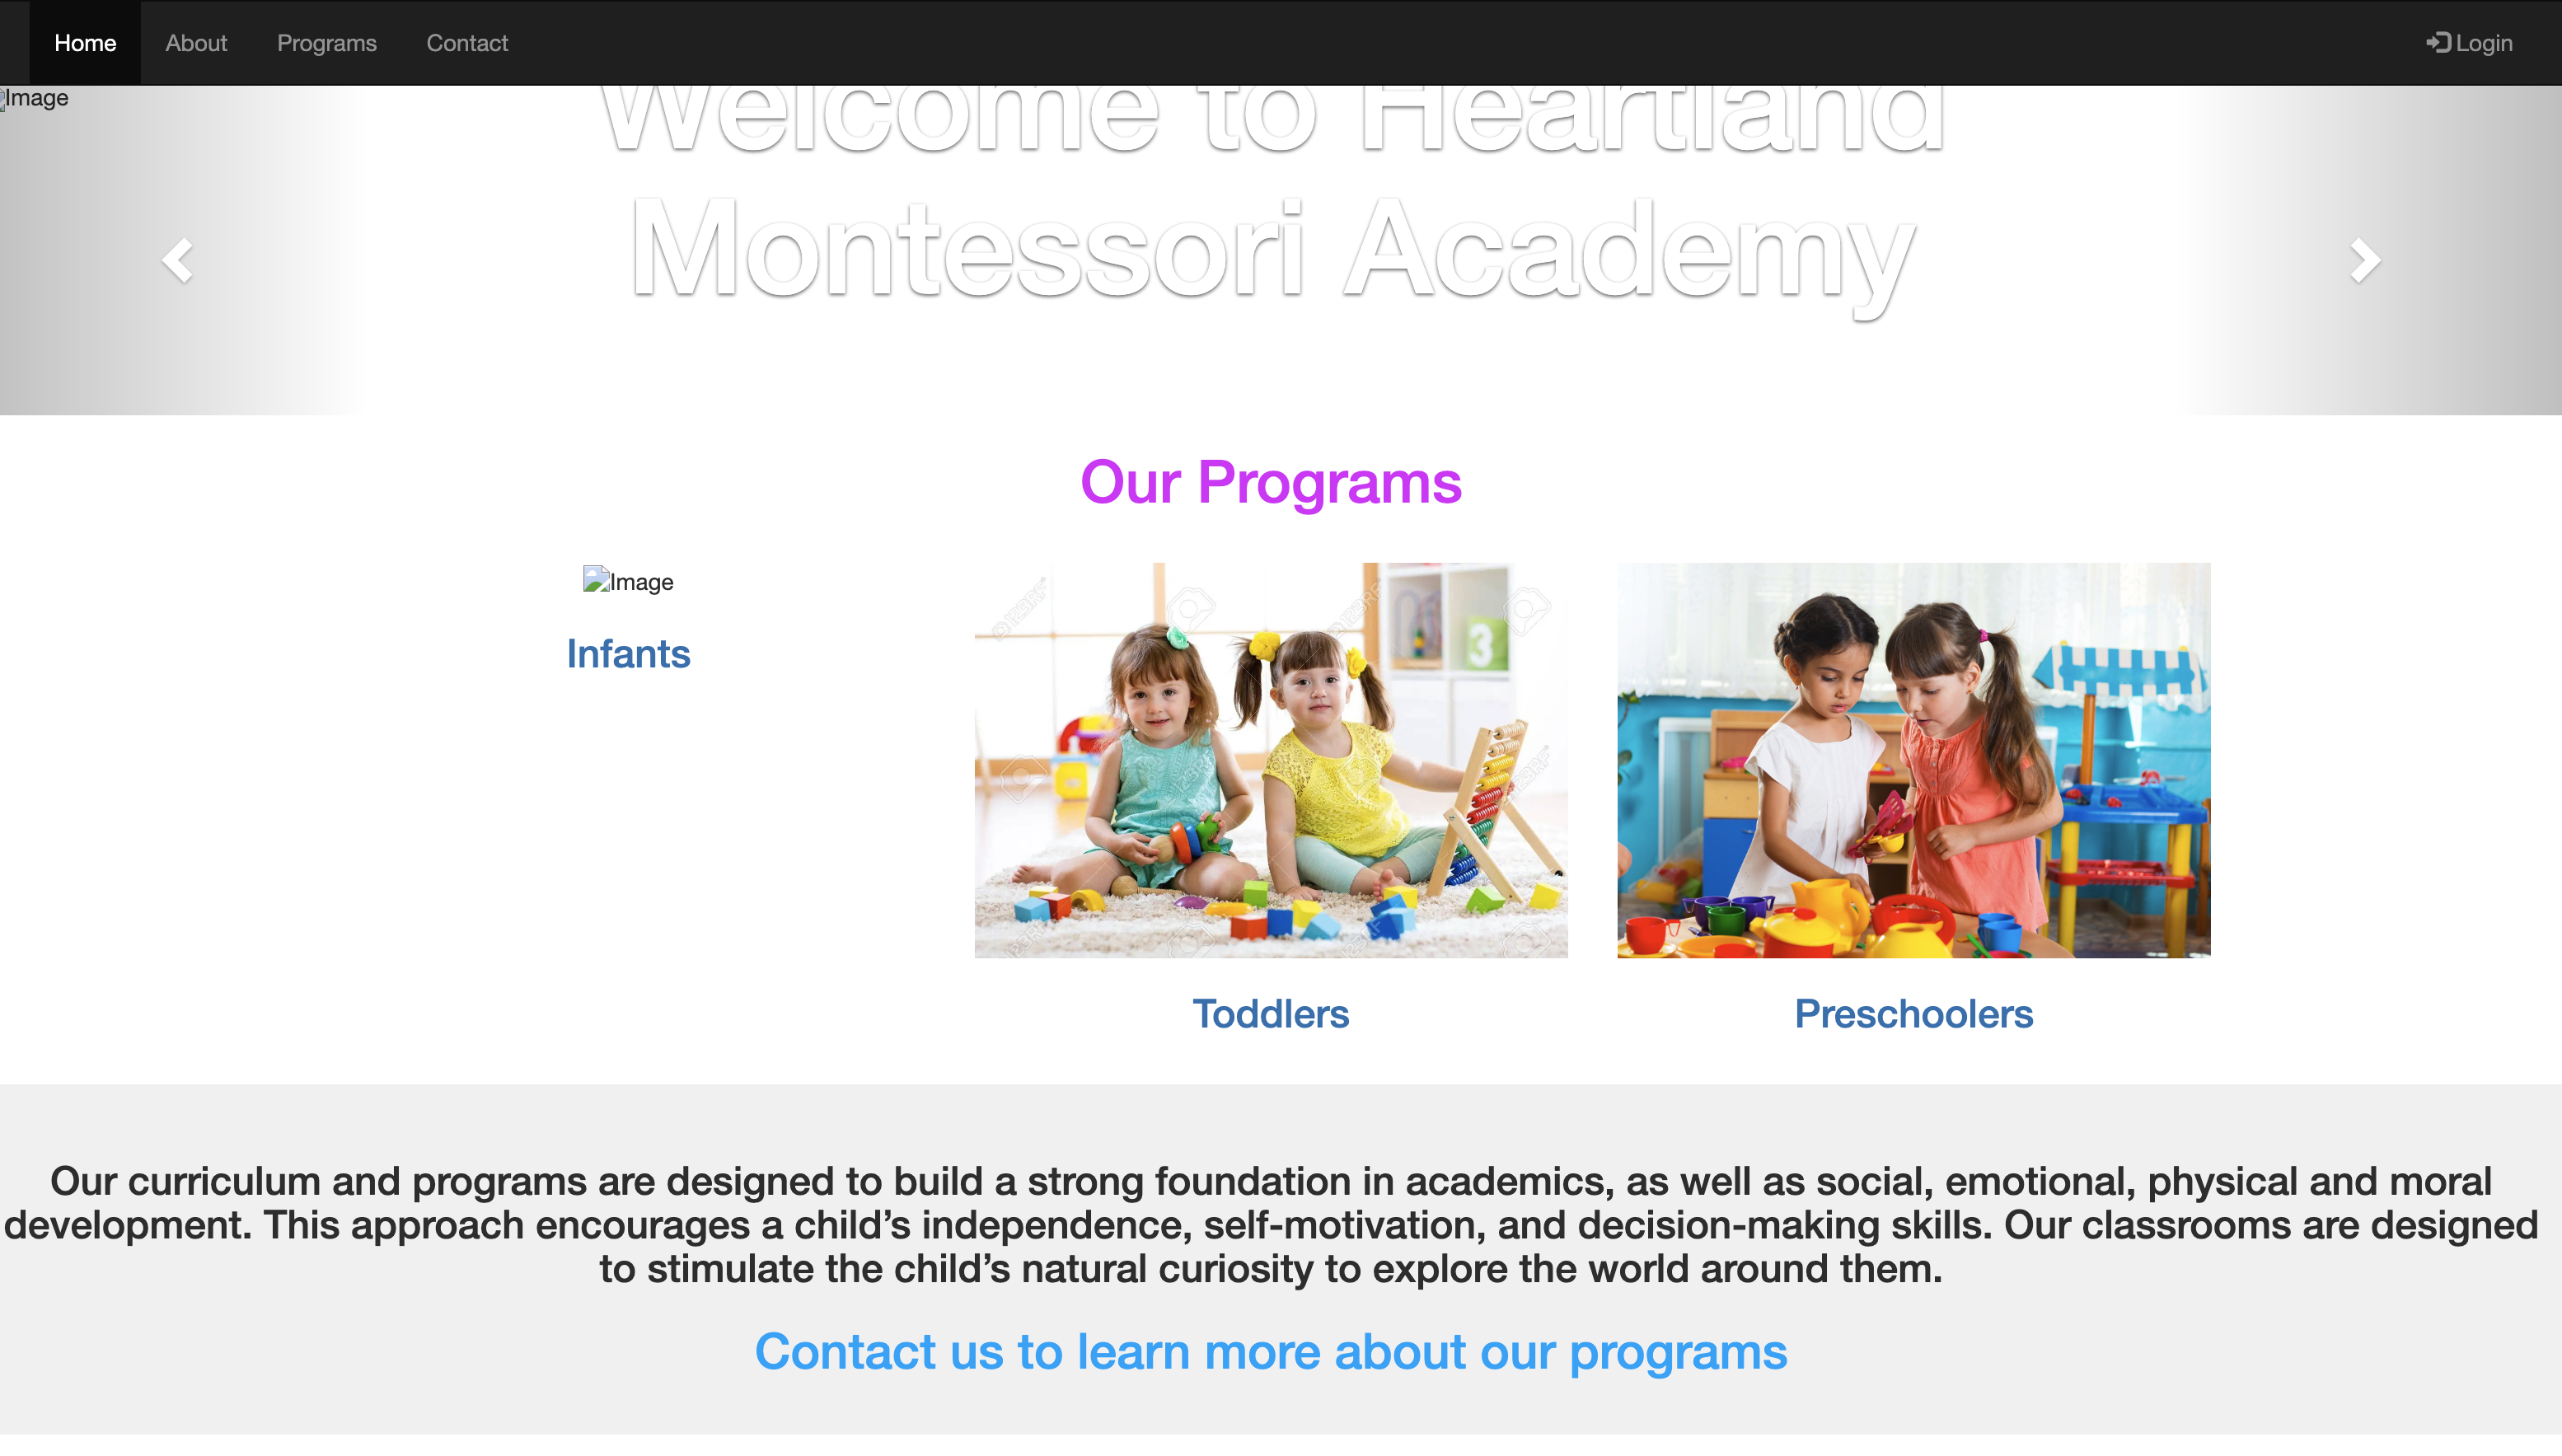 Home About Programs Contact Login
Image
Welcome to Heartland
Montessori Academy
Our Programs
Image
Infants
3
Toddlers
Preschoolers
Our curriculum and programs are designed to build a strong foundation in academics, as well as social, emotional, physical and moral
development. This approach encourages a child’s independence, self-motivation, and decision-making skills. Our classrooms are designed
to stimulate the child’s natural curiosity to explore the world around them.
Contact us to learn more about our programs